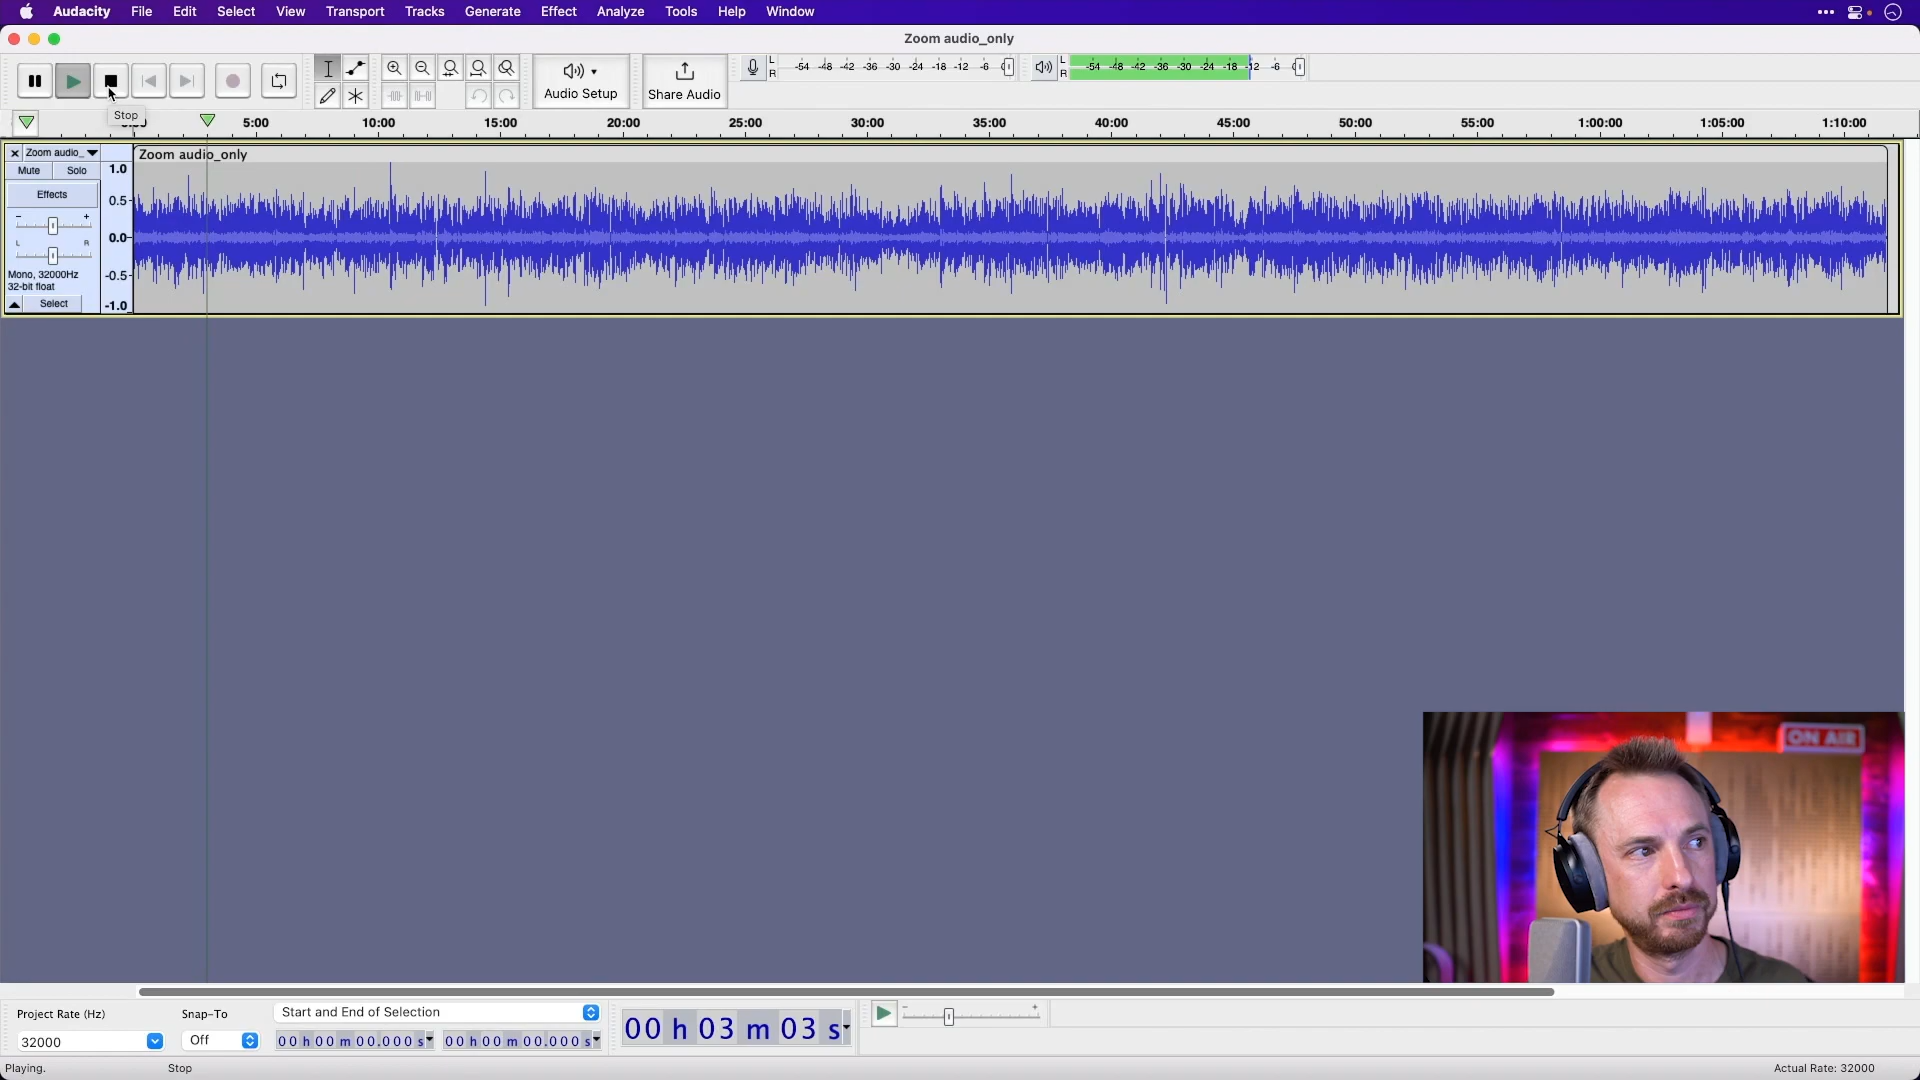 Audacity File Edit Select View Transport Tracks Generate Effect Analyze Tools Help Window
Zoom audio_only
L
R
-54 -48 -42 -36 -30 -24 -18 -12 -6
L
R
-54 -48 -42 -36 -30 -24 -18 -12 -6
Audio Setup
Share Audio
Stop
5:00 10:00 15:00 20:00 25:00 30:00 35:00 40:00 45:00 50:00 55:00 1:00:00 1:05:00 1:10:00
Zoom audio_
Zoom audio_only
Mute Solo
Effects
- +
L R
Mono, 32000Hz
32-bit float
Select
1.0
0.5
0.0
-0.5
-1.0
ON AIR
Project Rate (Hz)
32000
Snap-To
Off
Start and End of Selection
00 h 00 m 00.000 s
00 h 00 m 00.000 s
00 h 03 m 03 s
- +
Playing.
Stop
Actual Rate: 32000